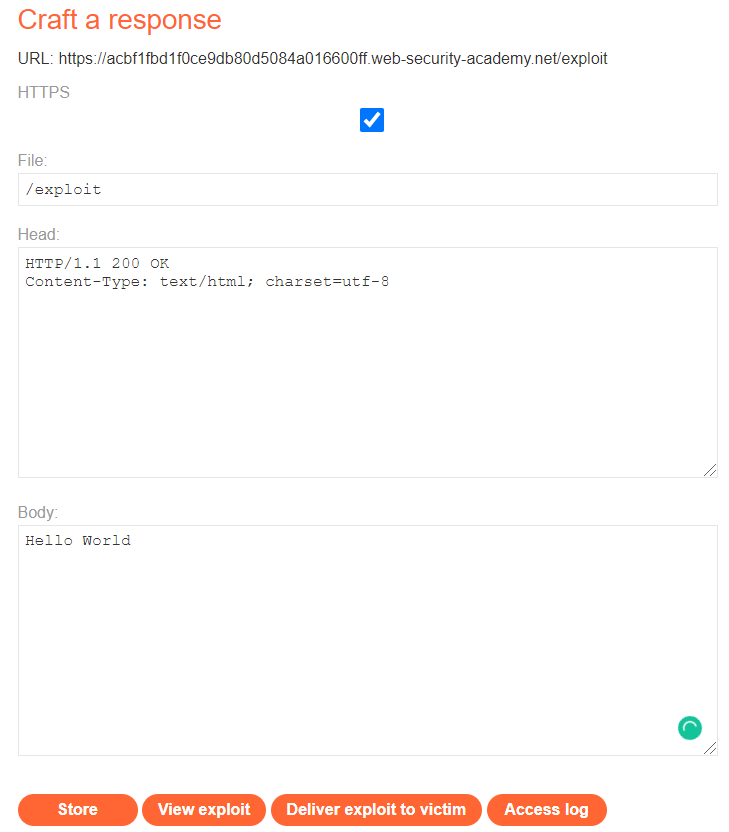 Craft a response
URL: https://acbf1fbd1f0ce9db80d5084a016600ff.web-security-academy.net/exploit
HTTPS
File:
/exploit
Head:
HTTP/1.1 200 OK
Content-Type: text/html; charset=utf-8
Body:
Hello World
Store View exploit Deliver exploit to victim Access log